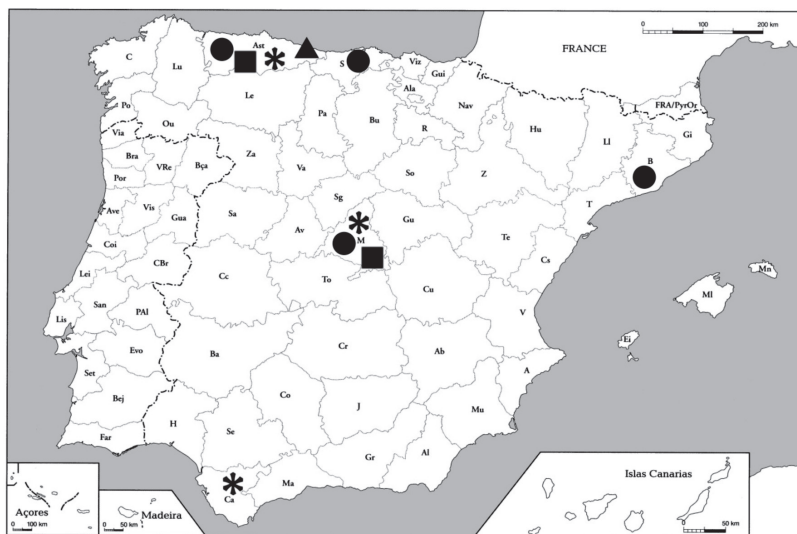 0 100 200 km
FRANCE
C
Lu
Ast
S
Viz
Gui
Ala
Nav
FRA/PyrOr
Po
Ou
Le
Pa
Bu
R
Hu
Ll
Gi
B
Via
Bra
VRe
Bça
Za
Va
So
Z
Por
T
Ave
Vis
Gua
Sa
Av
Sg
Gu
M
Te
Coi
CBr
Cs
Mn
Lei
Cc
To
Cu
Ml
San
PAl
Lis
V
Ei
Evo
Ba
Cr
Ab
Set
A
Bej
Co
J
Mu
Far
H
Se
Gr
Al
Ca
Ma
Açores
0 100 km
Madeira
0 50 km
Islas Canarias
0 50 km